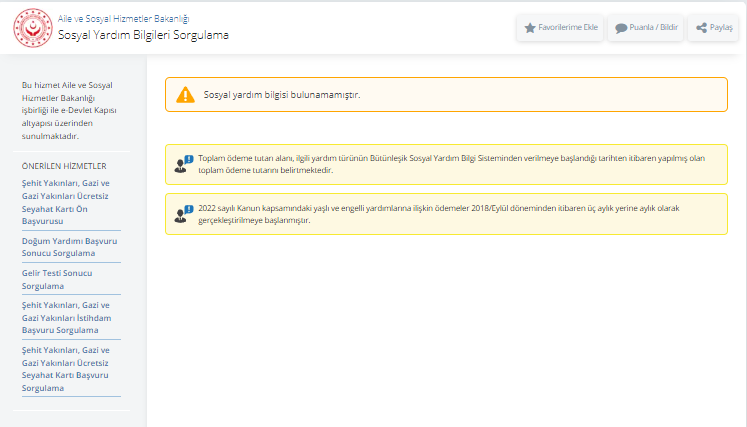 Aile ve Sosyal Hizmetler Bakanlığı
Sosyal Yardım Bilgileri Sorgulama
Favorilerime Ekle
Puanla / Bildir
Paylaş
Bu hizmet Aile ve Sosyal
Hizmetler Bakanlığı
işbirliği ile e-Devlet Kapısı
altyapısı üzerinden
sunulmaktadır.
ÖNERİLEN HİZMETLER
Şehit Yakınları, Gazi ve
Gazi Yakınları Ücretsiz
Seyahat Kartı Ön
Başvurusu
Doğum Yardımı Başvuru
Sonucu Sorgulama
Gelir Testi Sonucu
Sorgulama
Şehit Yakınları, Gazi ve
Gazi Yakınları İstihdam
Başvuru Sorgulama
Şehit Yakınları, Gazi ve
Gazi Yakınları Ücretsiz
Seyahat Kartı Başvuru
Sorgulama
Sosyal yardım bilgisi bulunamamıştır.
Toplam ödeme tutarı alanı, ilgili yardım türünün Bütünleşik Sosyal Yardım Bilgi Sisteminden verilmeye başlandığı tarihten itibaren yapılmış olan
toplam ödeme tutarını belirtmektedir.
2022 sayılı Kanun kapsamındaki yaşlı ve engelli yardımlarına ilişkin ödemeler 2018/Eylül döneminden itibaren üç aylık yerine aylık olarak
gerçekleştirilmeye başlanmıştır.